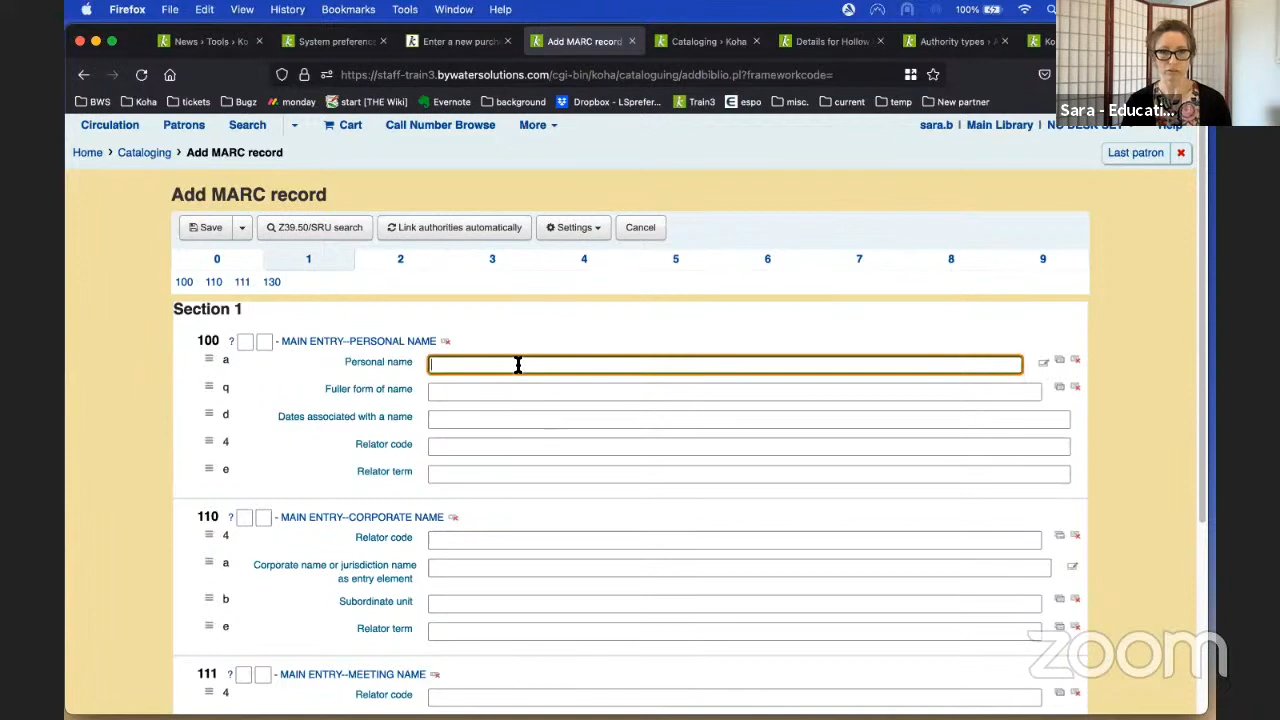 Firefox File Edit View History Bookmarks Tools Window Help 100%
News › Tools › Ko × System preferenc × Enter a new purch × Add MARC record × Cataloging › Koha × Details for Hollow × Authority types › × Ko
https://staff-train3.bywatersolutions.com/cgi-bin/koha/cataloguing/addbiblio.pl?frameworkcode=
BWS Koha tickets Bugz monday start [THE Wiki] Evernote background Dropbox - LSprefer... Train3 espo misc. current temp New partner
Sara - Educati...
Circulation Patrons Search Cart Call Number Browse More sara.b | Main Library | Help
Home › Cataloging › Add MARC record Last patron
Add MARC record
Save Z39.50/SRU search Link authorities automatically Settings Cancel
0 1 2 3 4 5 6 7 8 9
100 110 111 130
Section 1
100 ? - MAIN ENTRY--PERSONAL NAME
a Personal name
q Fuller form of name
d Dates associated with a name
4 Relator code
e Relator term
110 ? - MAIN ENTRY--CORPORATE NAME
4 Relator code
a Corporate name or jurisdiction name
as entry element
b Subordinate unit
e Relator term
111 ? - MAIN ENTRY--MEETING NAME
4 Relator code
zoom